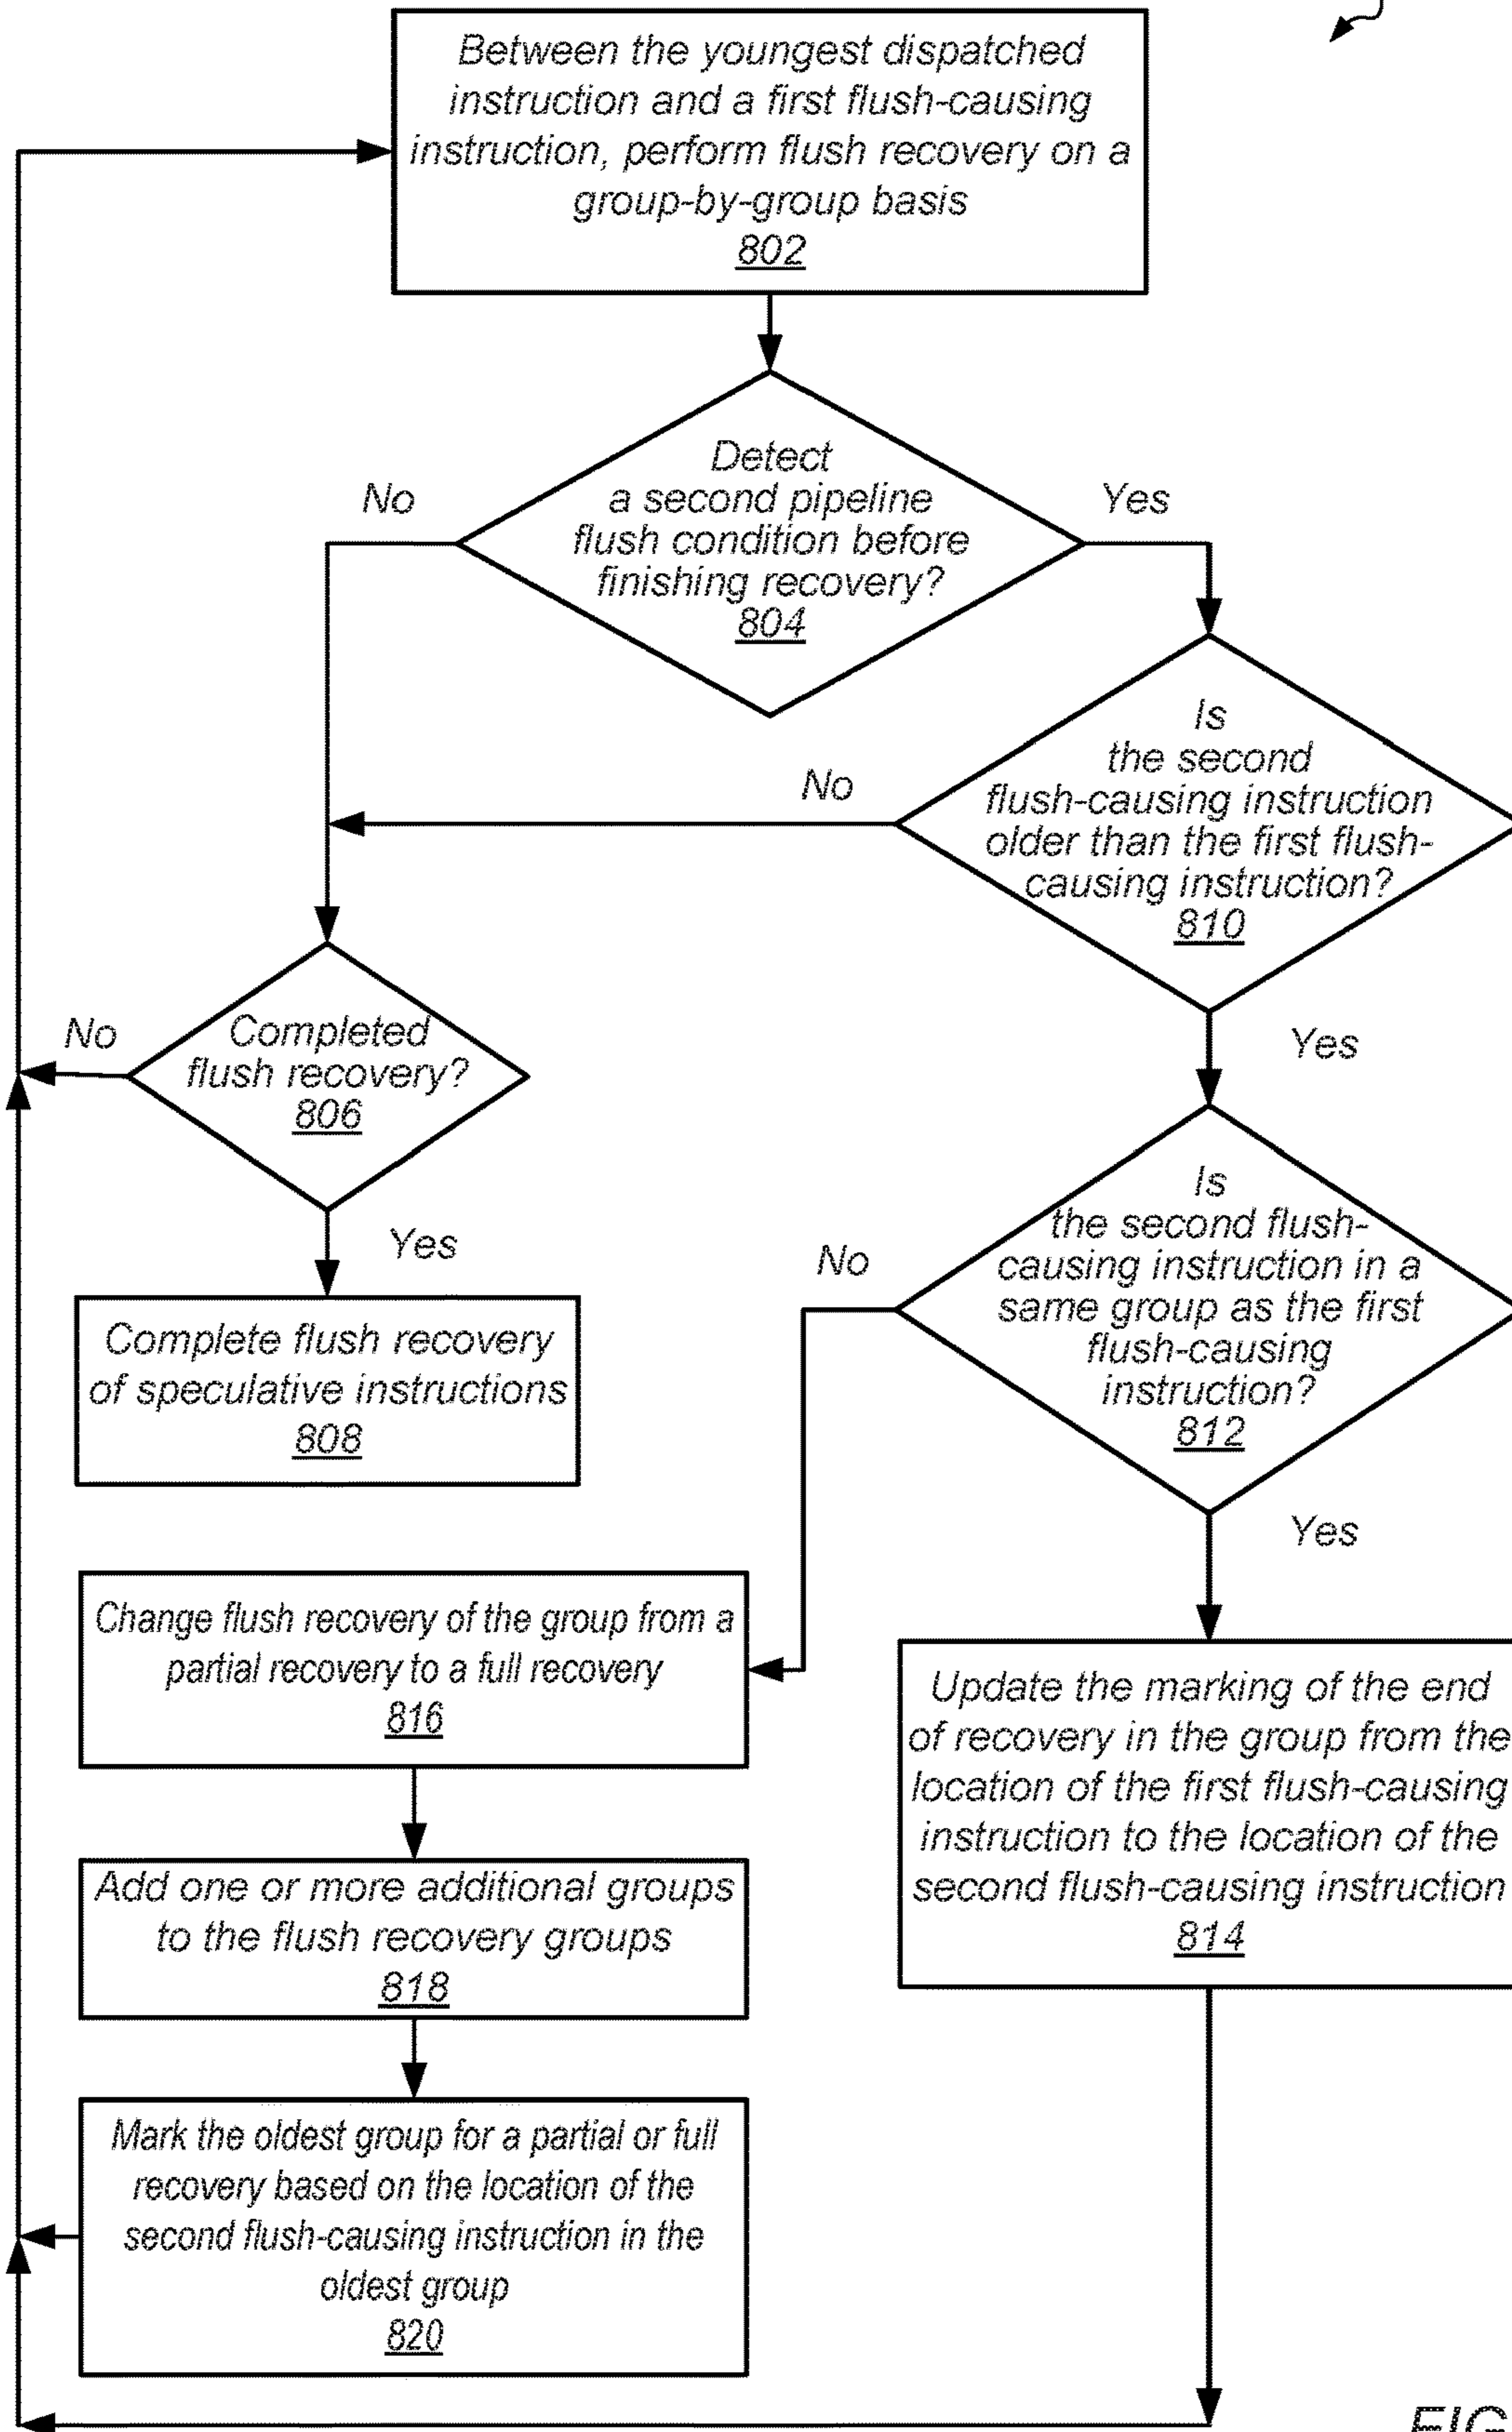 Between the youngest dispatched
instruction and a first flush-causing
instruction, perform flush recovery on a
group-by-group basis
802
Detect
a second pipeline
flush condition before
finishing recovery?
804
No
Yes
Is
the second
flush-causing instruction
older than the first flush-
causing instruction?
810
No
Yes
Completed
flush recovery?
806
No
Yes
Complete flush recovery
of speculative instructions
808
Is
the second flush-
causing instruction in a
same group as the first
flush-causing
instruction?
812
No
Yes
Change flush recovery of the group from a
partial recovery to a full recovery
816
Update the marking of the end
of recovery in the group from the
location of the first flush-causing
instruction to the location of the
second flush-causing instruction
814
Add one or more additional groups
to the flush recovery groups
818
Mark the oldest group for a partial or full
recovery based on the location of the
second flush-causing instruction in the
oldest group
820
FIG